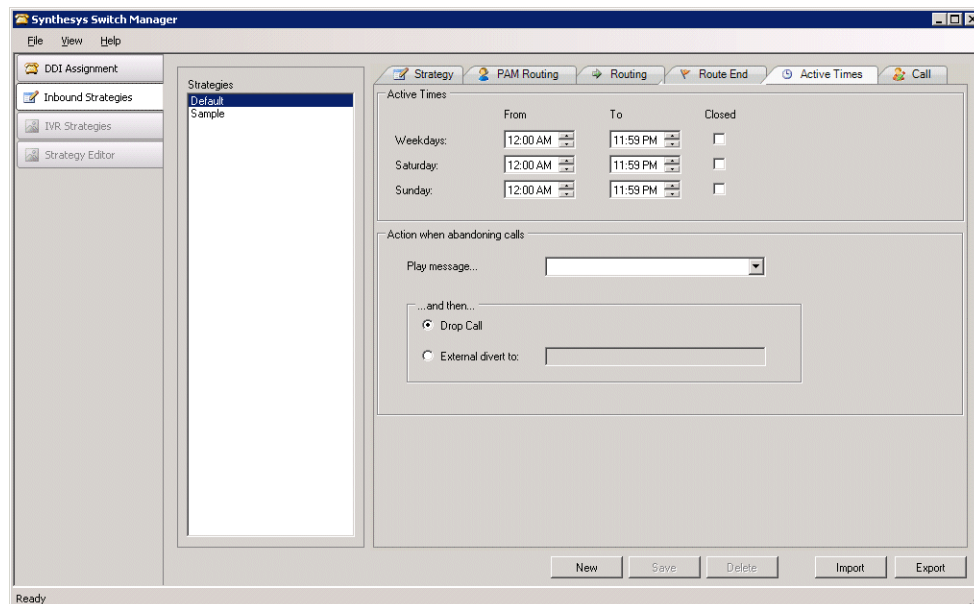 Synthesys Switch Manager
File View Help
DDI Assignment
Inbound Strategies
IVR Strategies
Strategy Editor
Strategies
Default
Sample
Strategy PAM Routing Routing Route End Active Times Call
Active Times
From To Closed
Weekdays: 12:00 AM 11:59 PM
Saturday: 12:00 AM 11:59 PM
Sunday: 12:00 AM 11:59 PM
Action when abandoning calls
Play message...
...and then...
Drop Call
External divert to:
New Save Delete Import Export
Ready